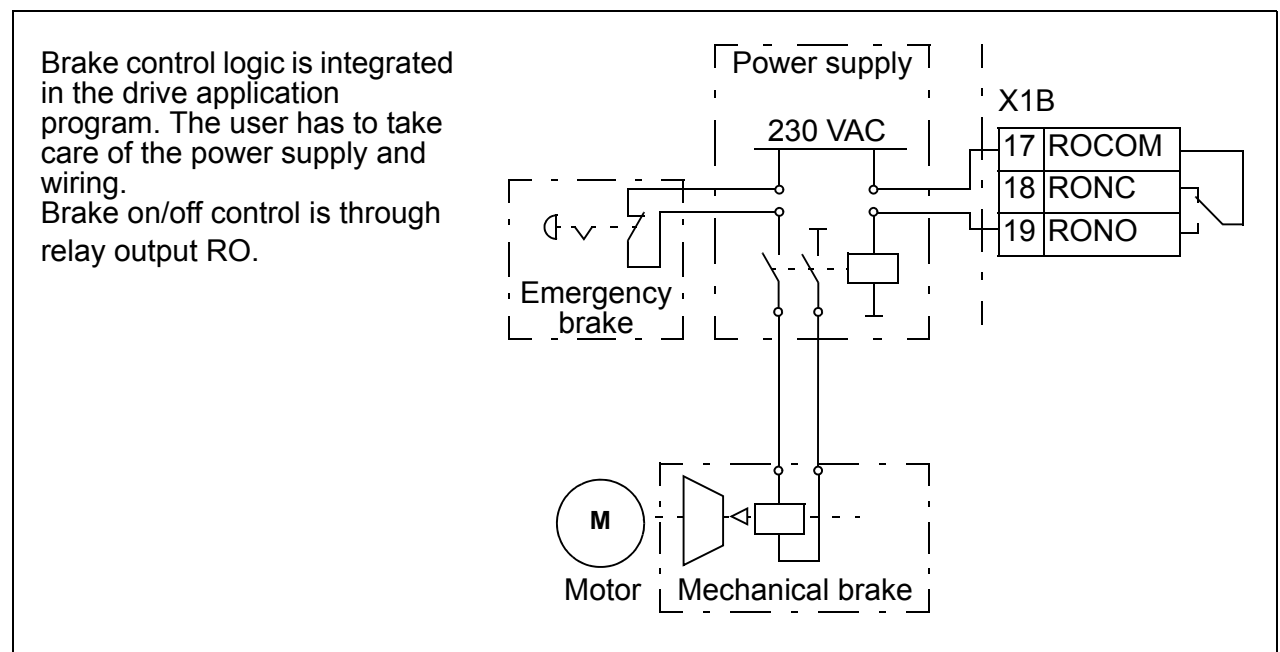 Brake control logic is integrated
in the drive application
program. The user has to take
care of the power supply and
wiring.
Brake on/off control is through
relay output RO.
Power supply
230 VAC
X1B
17 ROCOM
18 RONC
19 RONO
Emergency
brake
M
Motor
Mechanical brake